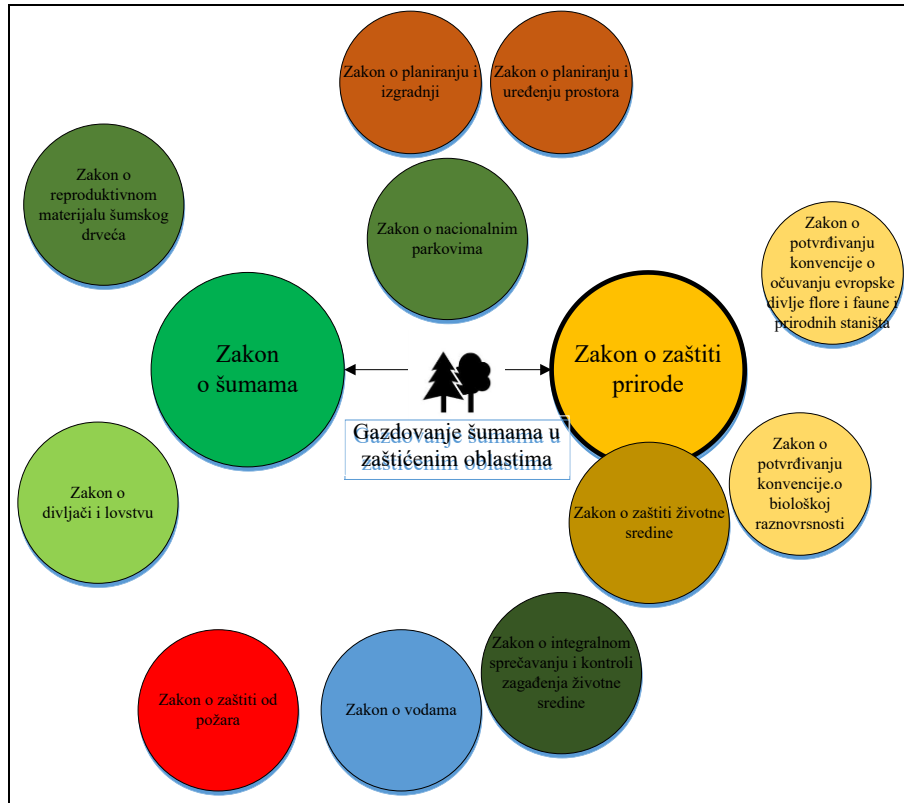 Zakon o planiranju i
izgradnji
Zakon o planiranju i
uređenju prostora
Zakon o
reproduktivnom
materijalu šumskog
drveća
Zakon o nacionalnim
parkovima
Zakon o
potvrđivanju
konvencije o
očuvanju evropske
divlje flore i faune i
prirodnih staništa
Zakon
o šumama
Zakon o zaštiti
prirode
Gazdovanje šumama u
zaštićenim oblastima
Zakon o
divljači i lovstvu
Zakon o zaštiti životne
sredine
Zakon o
potvrđivanju
konvencije.o
biološkoj
raznovrsnosti
Zakon o zaštiti od
požara
Zakon o vodama
Zakon o integralnom
sprečavanju i kontroli
zagađenja životne
sredine